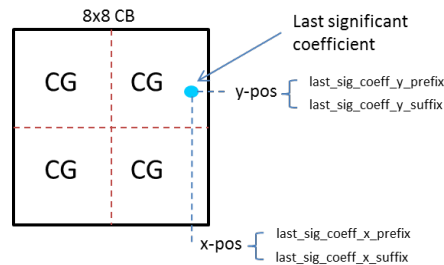 8x8 CB
Last significant
coefficient
CG CG
y-pos
last_sig_coeff_y_prefix
last_sig_coeff_y_suffix
CG CG
x-pos
last_sig_coeff_x_prefix
last_sig_coeff_x_suffix